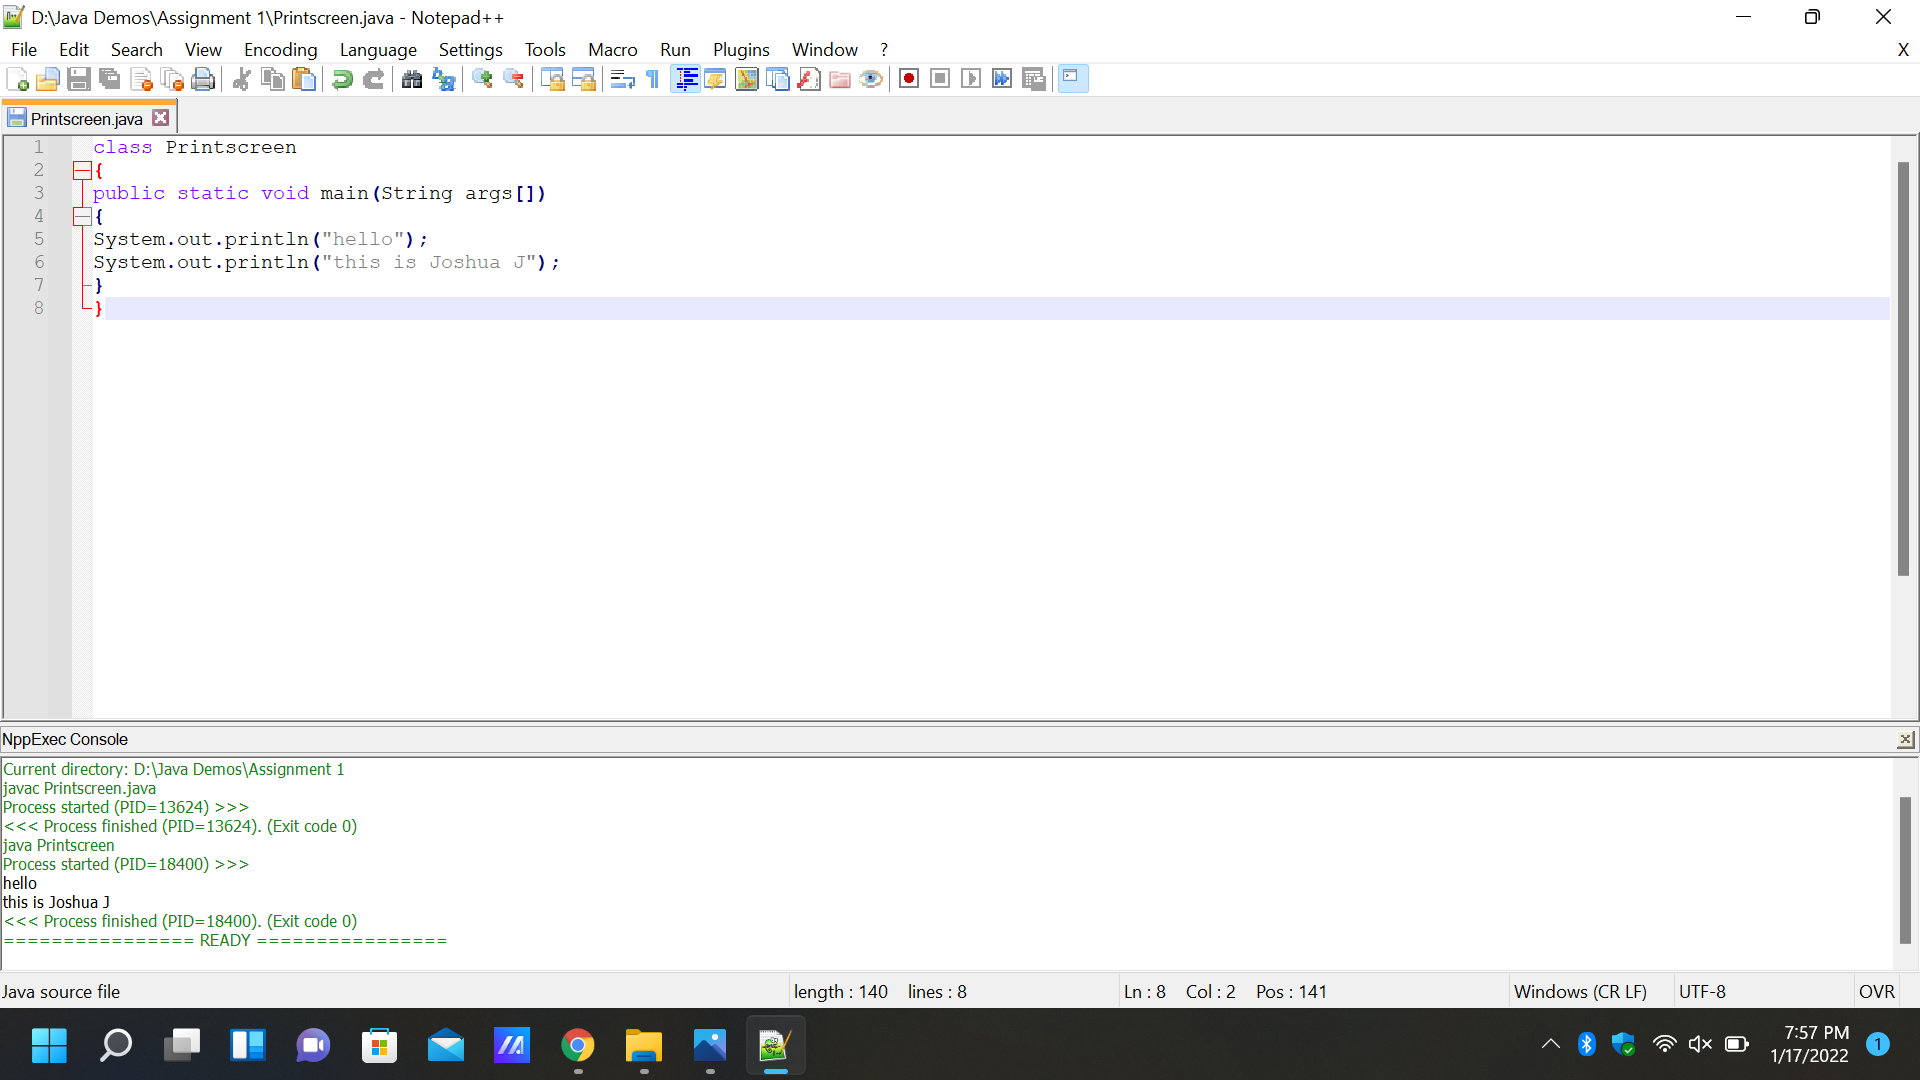 D:\Java Demos\Assignment 1\Printscreen.java - Notepad++
File Edit Search View Encoding Language Settings Tools Macro Run Plugins Window ? X
Printscreen.java
1 class Printscreen
2 {
3 public static void main(String args[])
4 {
5 System.out.println("hello");
6 System.out.println("this is Joshua J");
7 }
8 }
NppExec Console
Current directory: D:\Java Demos\Assignment 1
javac Printscreen.java
Process started (PID=13624) >>>
<<< Process finished (PID=13624). (Exit code 0)
java Printscreen
Process started (PID=18400) >>>
hello
this is Joshua J
<<< Process finished (PID=18400). (Exit code 0)
================ READY ================
Java source file length : 140 lines : 8 Ln : 8 Col : 2 Pos : 141 Windows (CR LF) UTF-8 OVR
7:57 PM
1/17/2022
1